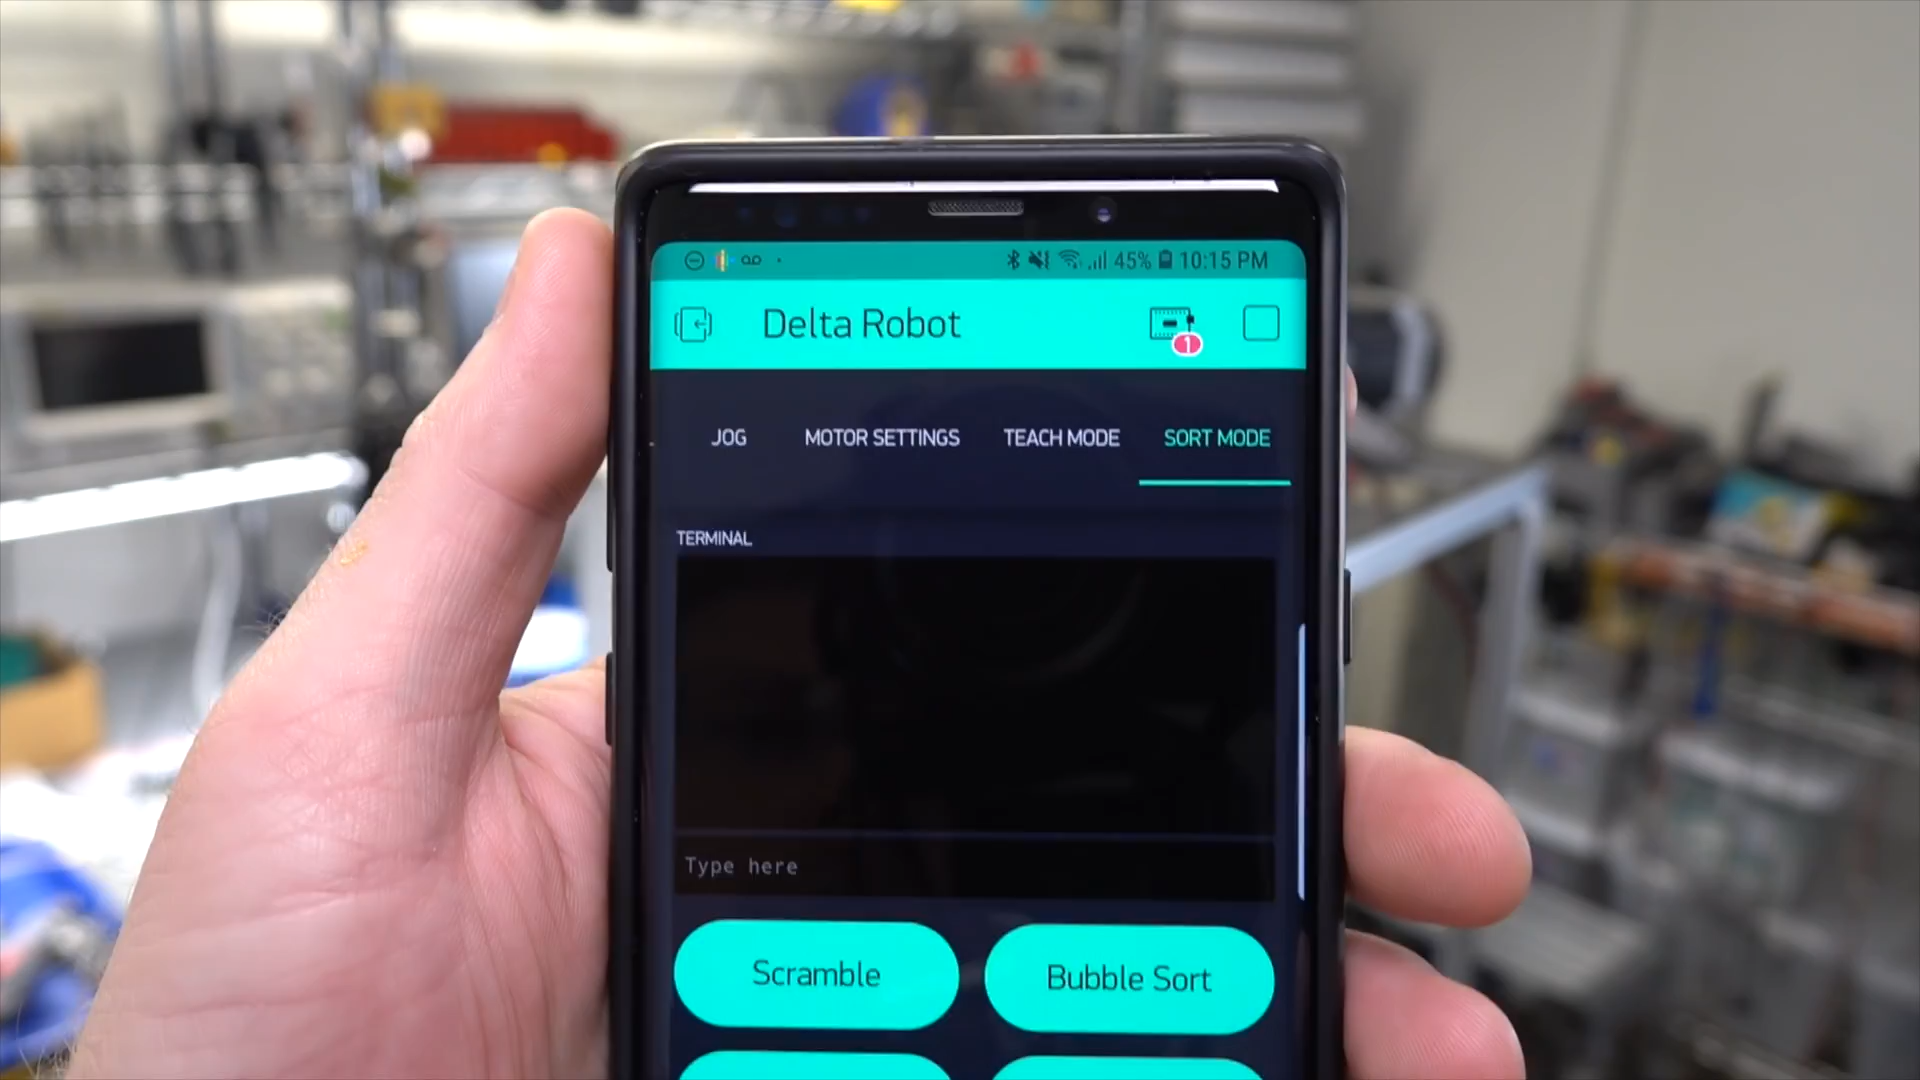 45% 10:15 PM
Delta Robot
1
JOG MOTOR SETTINGS TEACH MODE SORT MODE
TERMINAL
Type here
Scramble Bubble Sort